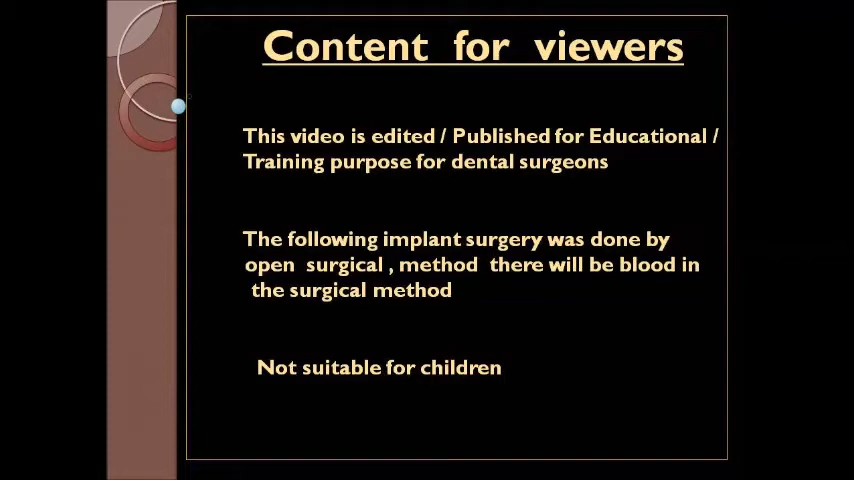 Content for viewers
This video is edited / Published for Educational /
Training purpose for dental surgeons
The following implant surgery was done by
open surgical , method there will be blood in
the surgical method
Not suitable for children